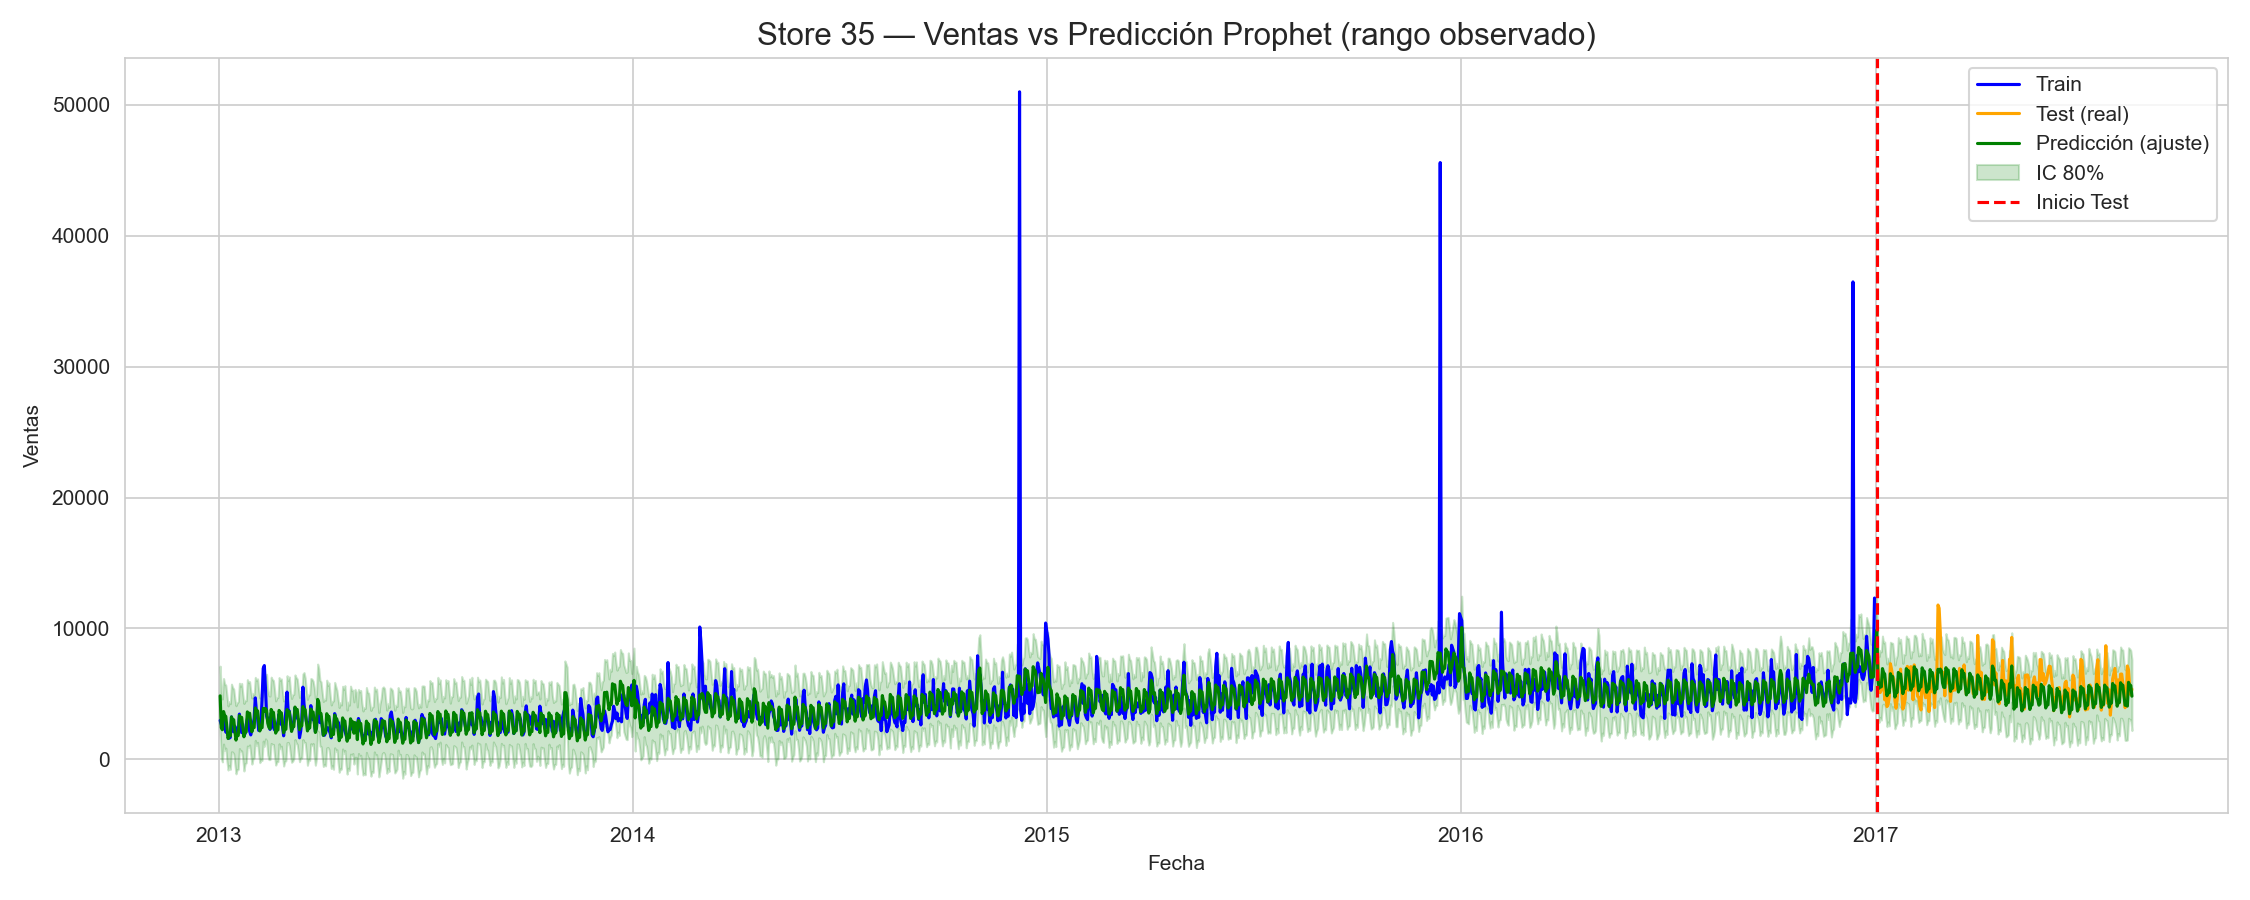 Store 35 — Ventas vs Predicción Prophet (rango observado)
Train
Test (real)
Predicción (ajuste)
IC 80%
Inicio Test
Ventas
50000
40000
30000
20000
10000
0
2013 2014 2015 2016 2017
Fecha